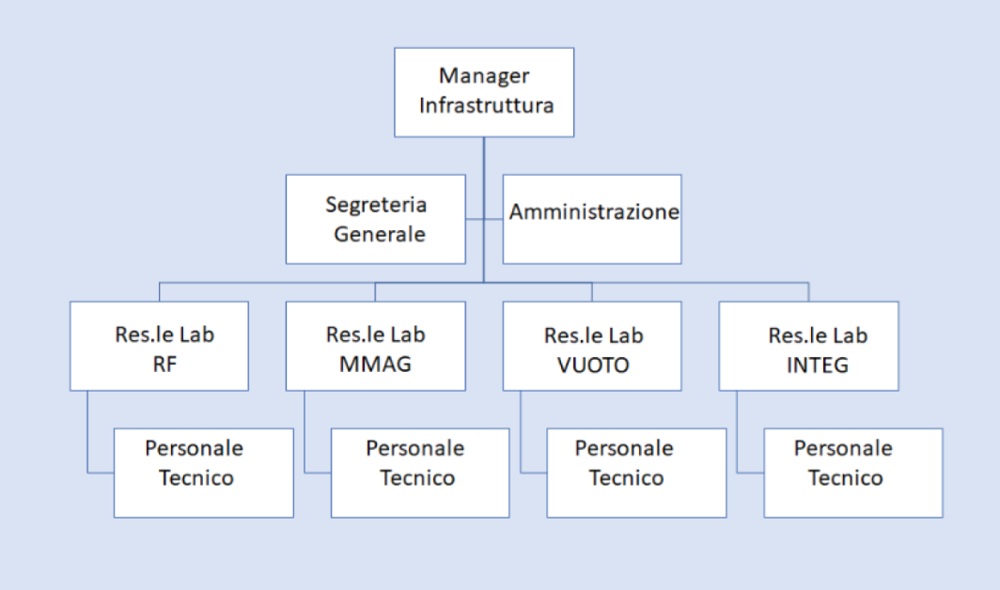 Manager
Infrastruttura
Segreteria
Generale
Amministrazione
Res.le Lab
RF
Res.le Lab
MMAG
Res.le Lab
VUOTO
Res.le Lab
INTEG
Personale
Tecnico
Personale
Tecnico
Personale
Tecnico
Personale
Tecnico